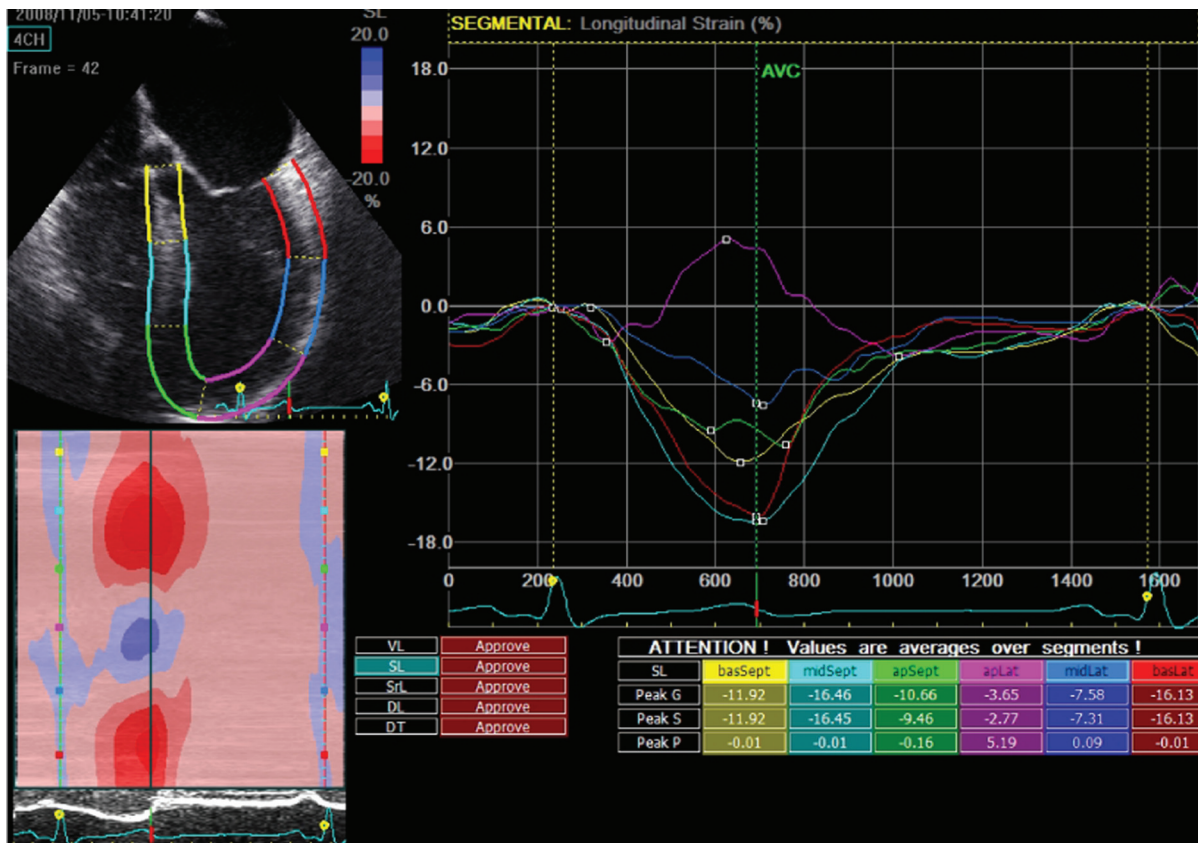 2008/11/05-10:41:20
4CH
Frame = 42
SL
20.0
-20.0
%
SEGMENTAL: Longitudinal Strain (%)
AVC
18.0
12.0
6.0
0.0
-6.0
-12.0
-18.0
0 200 400 600 800 1000 1200 1400 1600
VL Approve
SL Approve
SrL Approve
DL Approve
DT Approve
ATTENTION ! Values are averages over segments !
SL basSept midSept apSept apLat midLat basLat
Peak G -11.92 -16.46 -10.66 -3.65 -7.58 -16.13
Peak S -11.92 -16.45 -9.46 -2.77 -7.31 -16.13
Peak P -0.01 -0.01 -0.16 5.19 0.09 -0.01